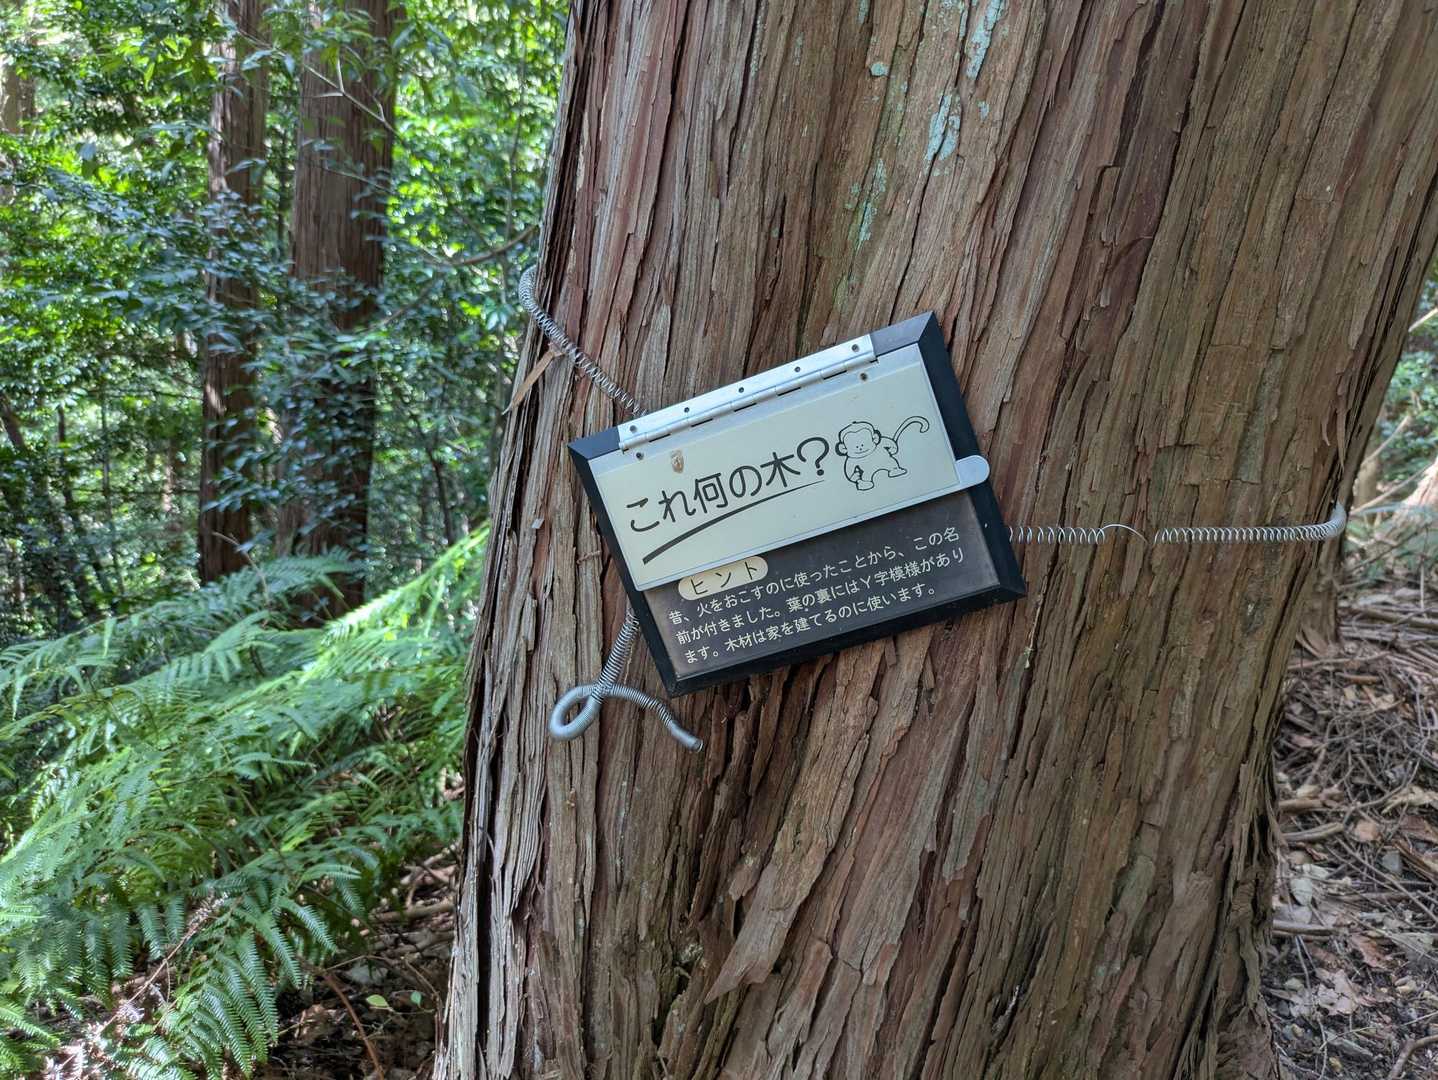 これ何の木?
ヒント
昔、火をおこすのに使ったことから、この名
前が付きました。葉の裏にはY字模様があり
ます。木材は家を建てるのに使います。